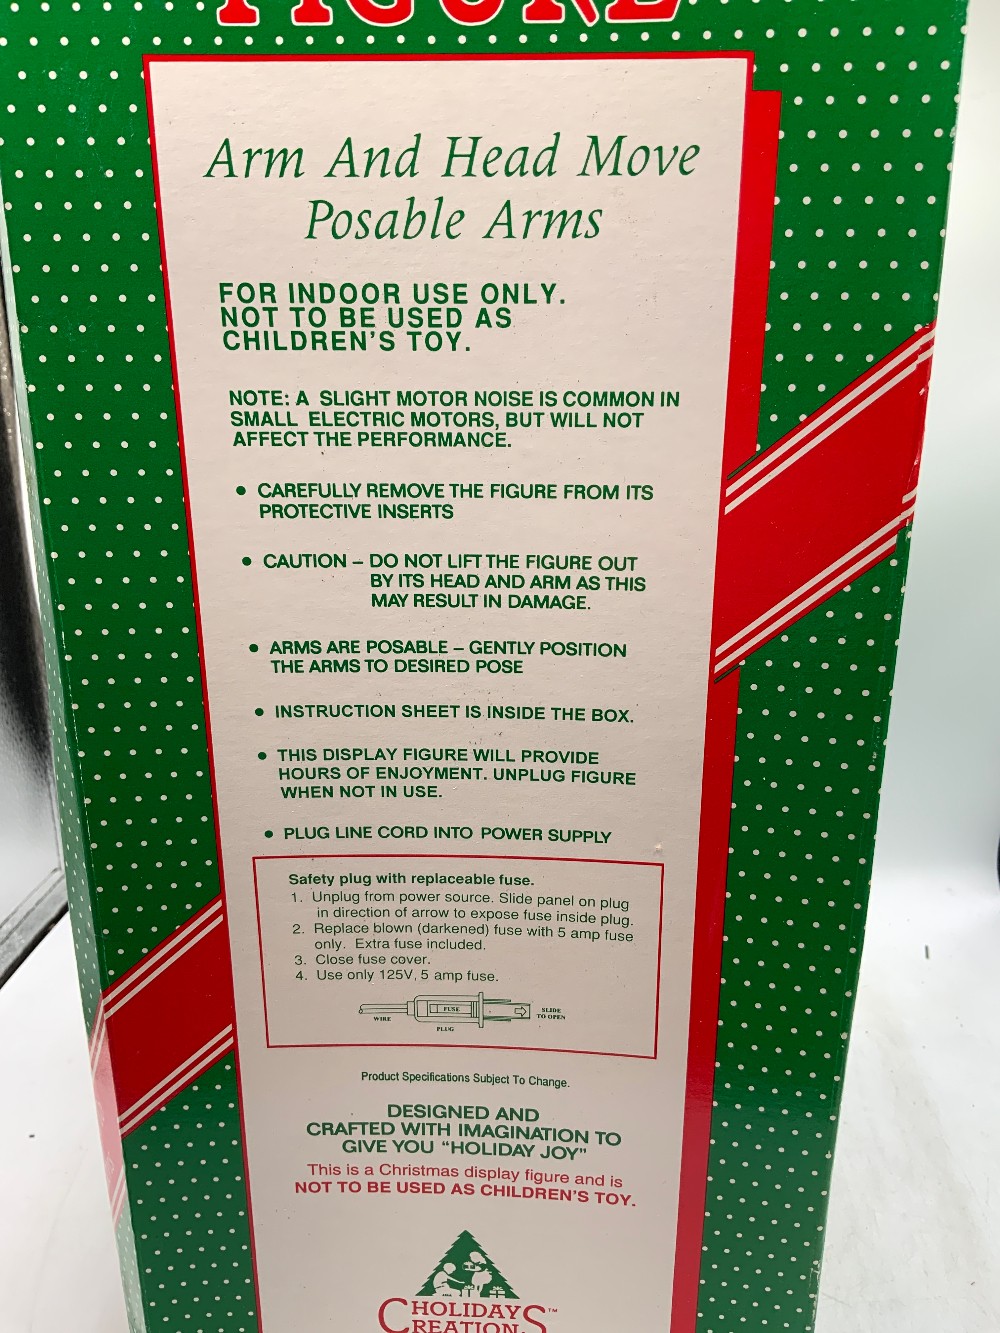 FIGURE
Arm And Head Move
Posable Arms
FOR INDOOR USE ONLY.
NOT TO BE USED AS
CHILDREN'S TOY.
NOTE: A SLIGHT MOTOR NOISE IS COMMON IN
SMALL ELECTRIC MOTORS, BUT WILL NOT
AFFECT THE PERFORMANCE.
• CAREFULLY REMOVE THE FIGURE FROM ITS
PROTECTIVE INSERTS
• CAUTION – DO NOT LIFT THE FIGURE OUT
BY ITS HEAD AND ARM AS THIS
MAY RESULT IN DAMAGE.
• ARMS ARE POSABLE – GENTLY POSITION
THE ARMS TO DESIRED POSE
• INSTRUCTION SHEET IS INSIDE THE BOX.
• THIS DISPLAY FIGURE WILL PROVIDE
HOURS OF ENJOYMENT. UNPLUG FIGURE
WHEN NOT IN USE.
• PLUG LINE CORD INTO POWER SUPPLY
Safety plug with replaceable fuse.
1. Unplug from power source. Slide panel on plug
in direction of arrow to expose fuse inside plug.
2. Replace blown (darkened) fuse with 5 amp fuse
only. Extra fuse included.
3. Close fuse cover.
4. Use only 125V, 5 amp fuse.
WIRE
FUSE
PLUG
SLIDE
TO OPEN
Product Specifications Subject To Change.
DESIGNED AND
CRAFTED WITH IMAGINATION TO
GIVE YOU "HOLIDAY JOY"
This is a Christmas display figure and is
NOT TO BE USED AS CHILDREN'S TOY.
HOLIDAY
CREATIONS™